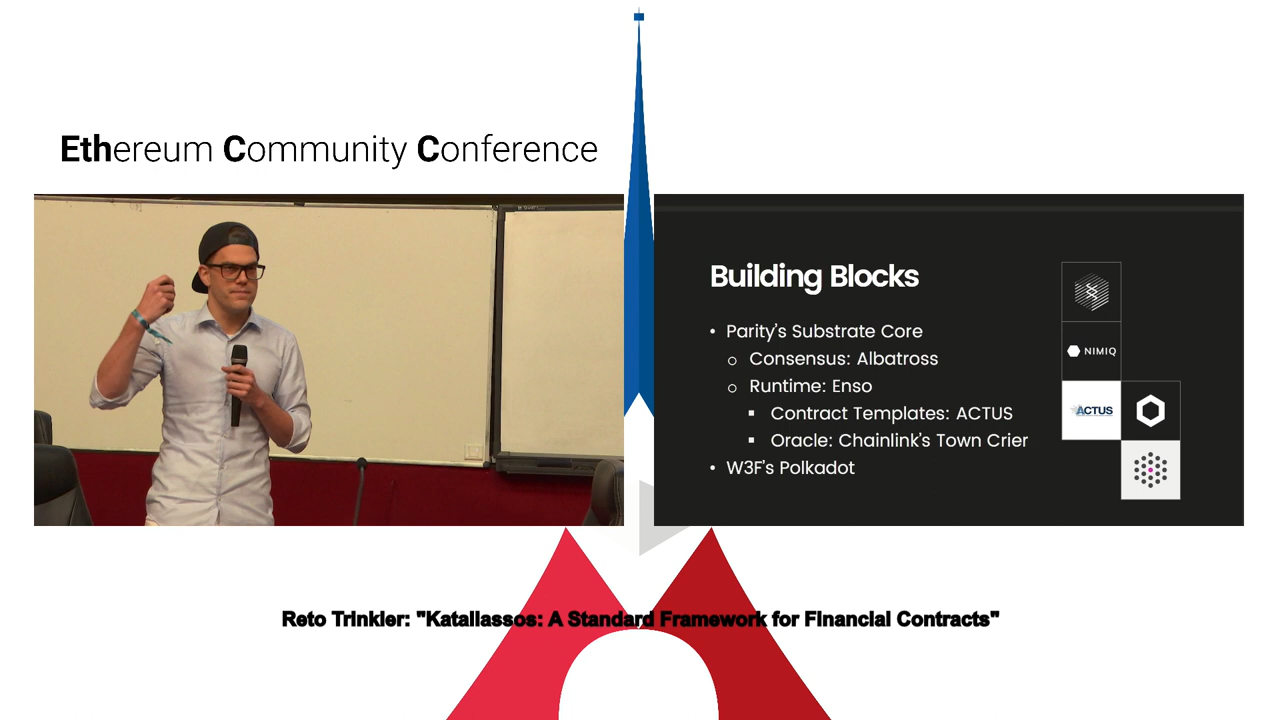 Ethereum Community Conference
Building Blocks
• Parity's Substrate Core
o Consensus: Albatross
o Runtime: Enso
▪ Contract Templates: ACTUS
▪ Oracle: Chainlink's Town Crier
• W3F's Polkadot
NIMIQ
ACTUS
Reto Trinkler: "Katallassos: A Standard Framework for Financial Contracts"